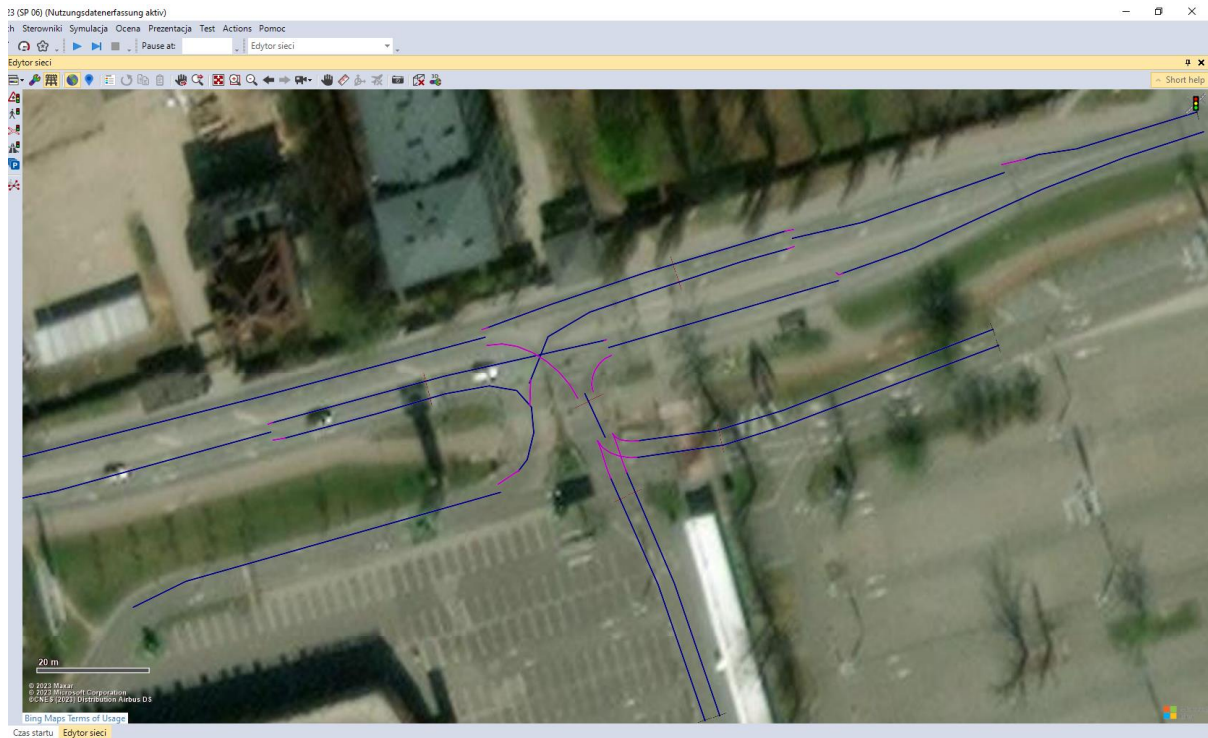 23 (SP 06) (Nutzungsdatenerfassung aktiv)
ch Sterowniki Symulacja Ocena Prezentacja Test Actions Pomoc
Pause at: Edytor sieci
Edytor sieci
3D
Short help
P
20 m
© 2023 Maxar
© 2023 Microsoft Corporation
©CNES (2023) Distribution Airbus DS
Bing Maps Terms of Usage
Czas startu Edytor sieci